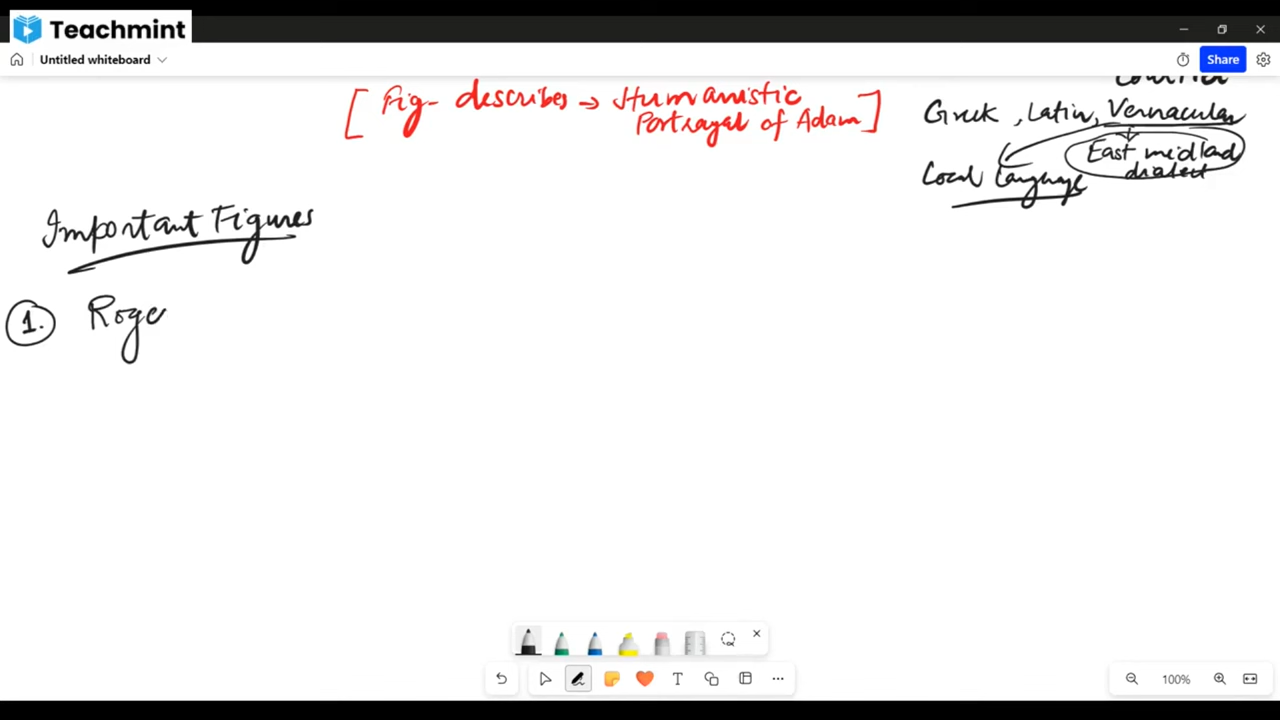 Teachmint
Untitled whiteboard
Share
[ Fig- describes → Humanistic
Portrayal of Adam ]
Greek, Latin, Vernacular
East midland
dialect
Local Language
Important Figures
1. Roge
100%